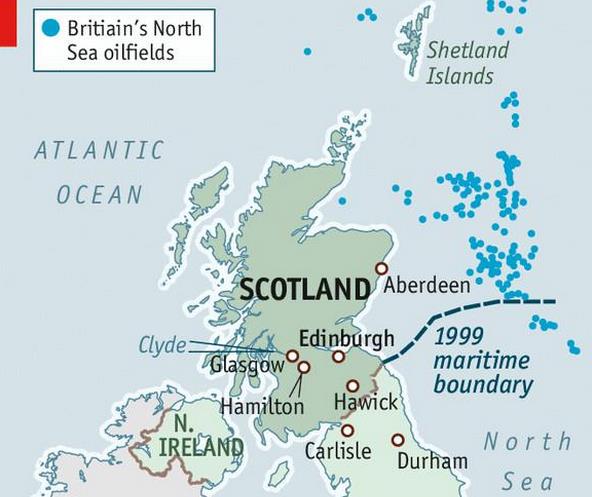 Britiain's North
Sea oilfields
Shetland
Islands
ATLANTIC
OCEAN
SCOTLAND
Aberdeen
Clyde
Edinburgh
Glasgow
1999
maritime
boundary
Hamilton
Hawick
N.
IRELAND
Carlisle
Durham
North
Sea